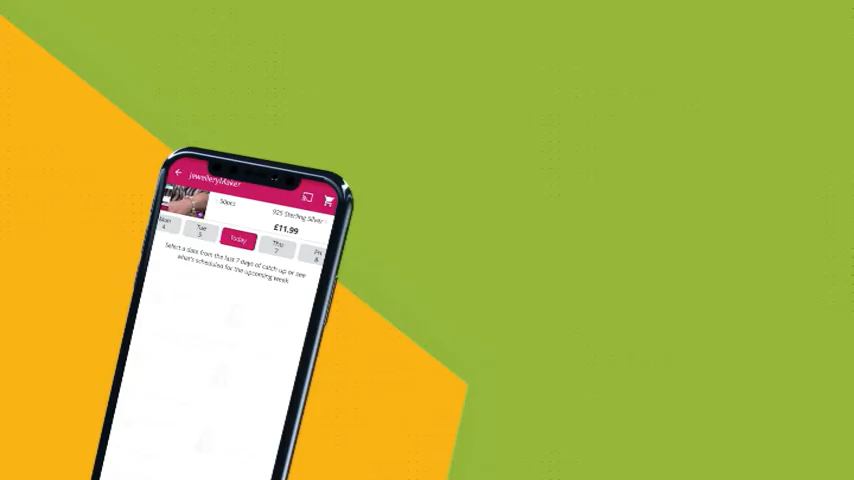 JewelleryMaker
50pcs
925 Sterling Silver
£11.99
Mon Tue Today Thu Fri
4 5 7 8
Select a date from the last 7 days of catch up or see
what's scheduled for the upcoming week